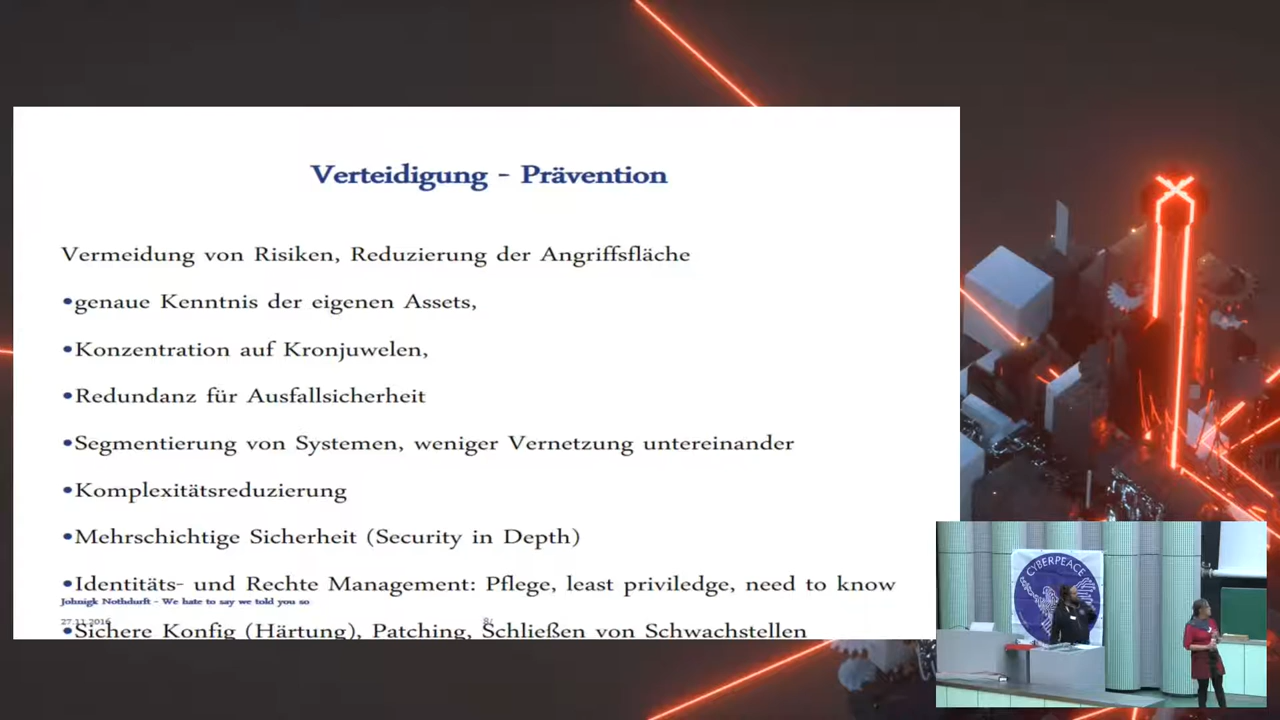 Verteidigung - Prävention
Vermeidung von Risiken, Reduzierung der Angriffsfläche
•genaue Kenntnis der eigenen Assets,
•Konzentration auf Kronjuwelen,
•Redundanz für Ausfallsicherheit
•Segmentierung von Systemen, weniger Vernetzung untereinander
•Komplexitätsreduzierung
•Mehrschichtige Sicherheit (Security in Depth)
•Identitäts- und Rechte Management: Pflege, least priviledge, need to know
Johnigk Nothdurft - We hate to say we told you so
27.11.2016
•Sichere Konfig (Härtung), Patching, Schließen von Schwachstellen
CYBERPEACE